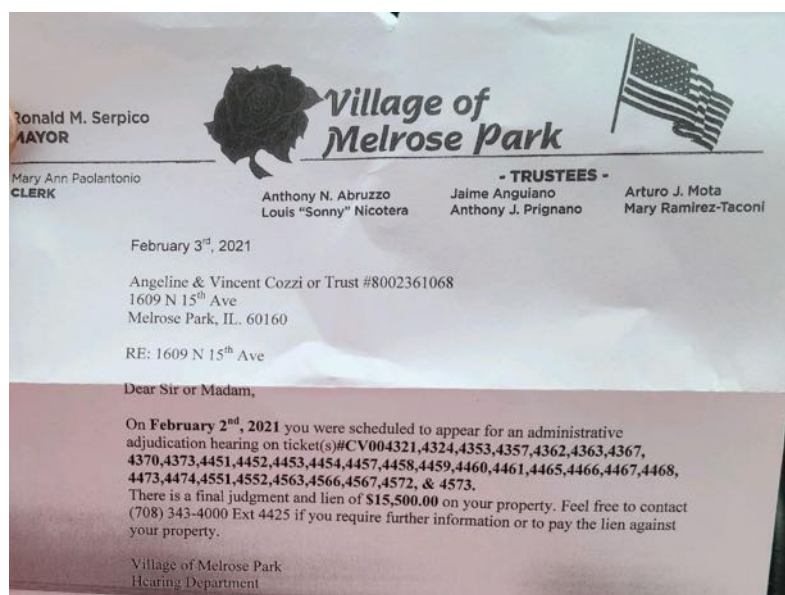 Ronald M. Serpico
MAYOR
Village of
Melrose Park
Mary Ann Paolantonio
CLERK
- TRUSTEES -
Anthony N. Abruzzo
Louis "Sonny" Nicotera
Jaime Anguiano
Anthony J. Prignano
Arturo J. Mota
Mary Ramirez-Taconi
February 3rd, 2021
Angeline & Vincent Cozzi or Trust #8002361068
1609 N 15th Ave
Melrose Park, IL. 60160
RE: 1609 N 15th Ave
Dear Sir or Madam,
On February 2nd, 2021 you were scheduled to appear for an administrative
adjudication hearing on ticket(s)#CV004321,4324,4353,4357,4362,4363,4367,
4370,4373,4451,4452,4453,4454,4457,4458,4459,4460,4461,4465,4466,4467,4468,
4473,4474,4551,4552,4563,4566,4567,4572, & 4573.
There is a final judgment and lien of $15,500.00 on your property. Feel free to contact
(708) 343-4000 Ext 4425 if you require further information or to pay the lien against
your property.
Village of Melrose Park
Hearing Department